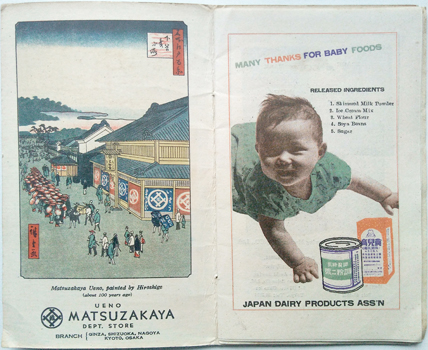 Matsuzakaya Ueno, painted by Hiroshige
(about 100 years ago)
UENO
MATSUZAKAYA
DEPT. STORE
BRANCH GINZA, SHIZUOKA, NAGOYA
KYOTO, OSAKA
MANY THANKS FOR BABY FOODS
RELEASED INGREDIENTS
1. Skimmed Milk Powder
2. Ice Cream Mix
3. Wheat Flour
4. Soya Beans
5. Sugar
JAPAN DAIRY PRODUCTS ASS'N